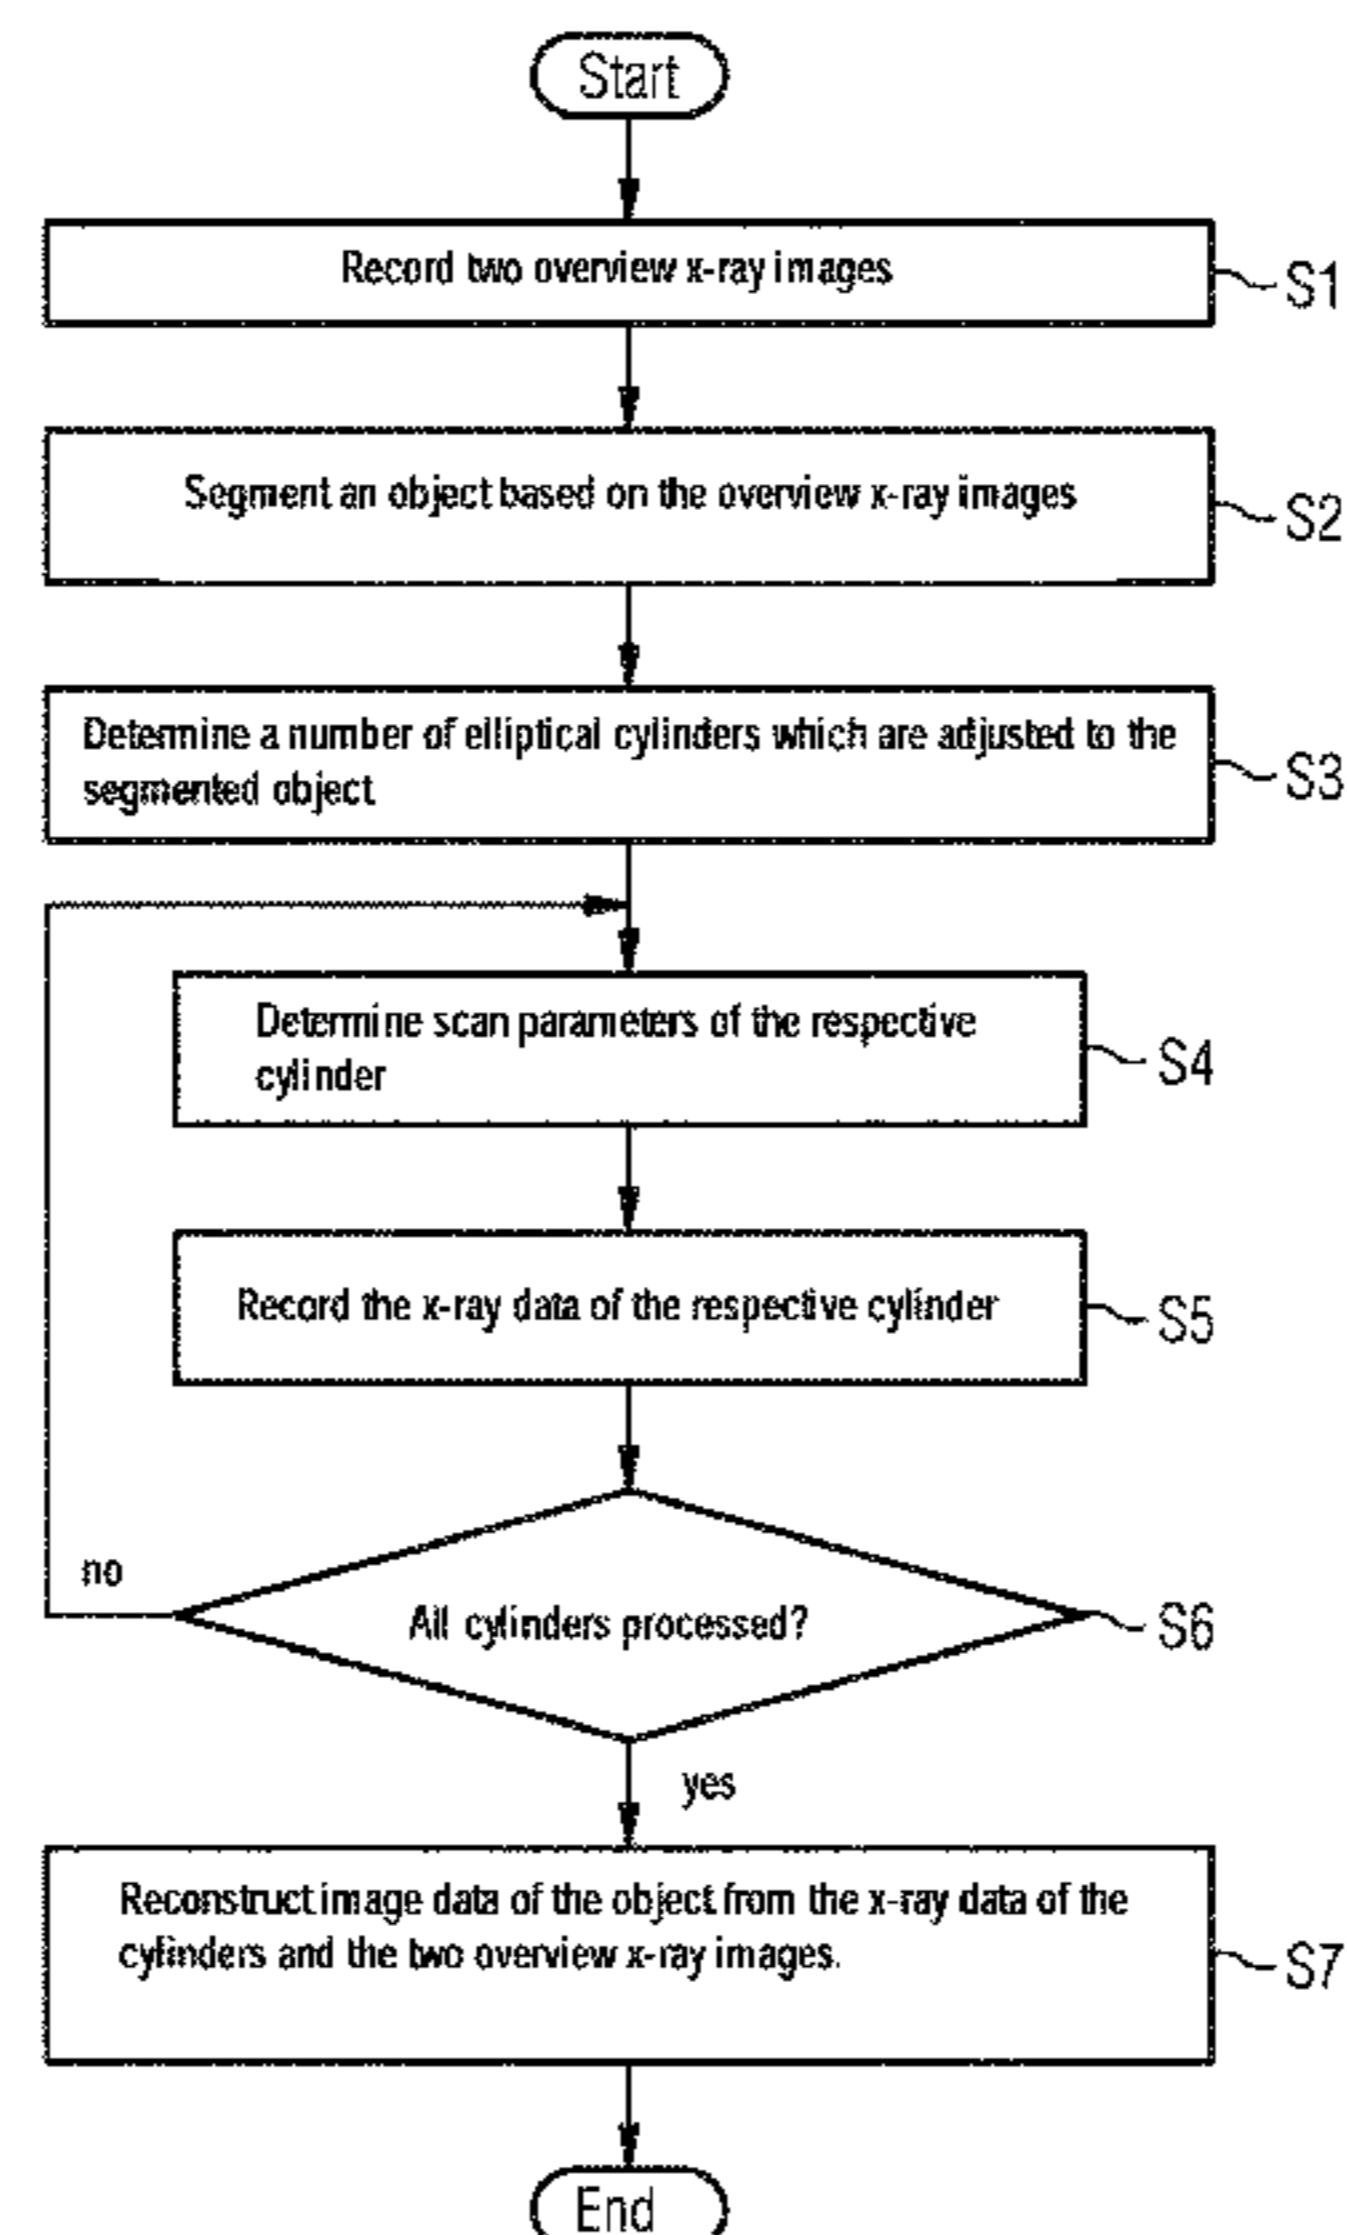 Start
Record two overview x-ray images
S1
Segment an object based on the overview x-ray images
S2
Determine a number of elliptical cylinders which are adjusted to the
segmented object
S3
Determine scan parameters of the respective
cylinder
S4
Record the x-ray data of the respective cylinder
S5
no
All cylinders processed?
S6
yes
Reconstruct image data of the object from the x-ray data of the
cylinders and the two overview x-ray images.
S7
End